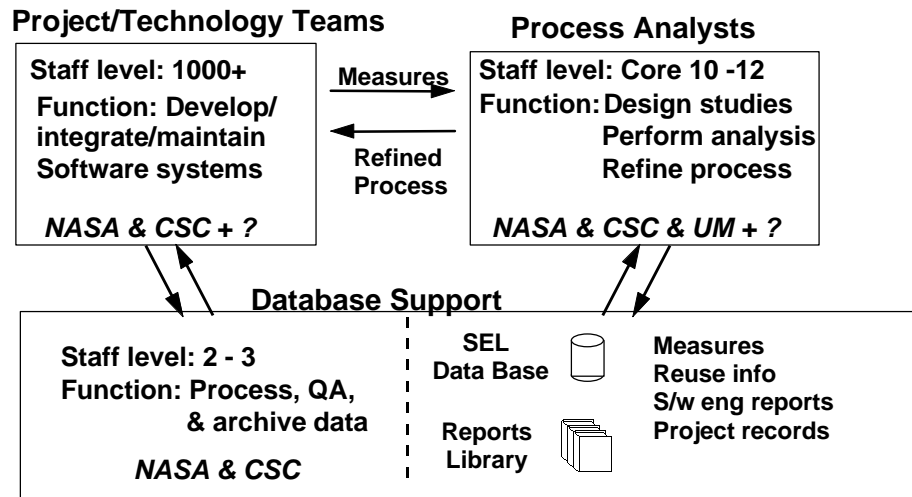 Project/Technology Teams
Staff level: 1000+
Function: Develop/
integrate/maintain
Software systems
NASA & CSC + ?
Measures
Refined
Process
Process Analysts
Staff level: Core 10 -12
Function: Design studies
Perform analysis
Refine process
NASA & CSC & UM + ?
Database Support
Staff level: 2 - 3
Function: Process, QA,
& archive data
NASA & CSC
SEL
Data Base
Reports
Library
Measures
Reuse info
S/w eng reports
Project records